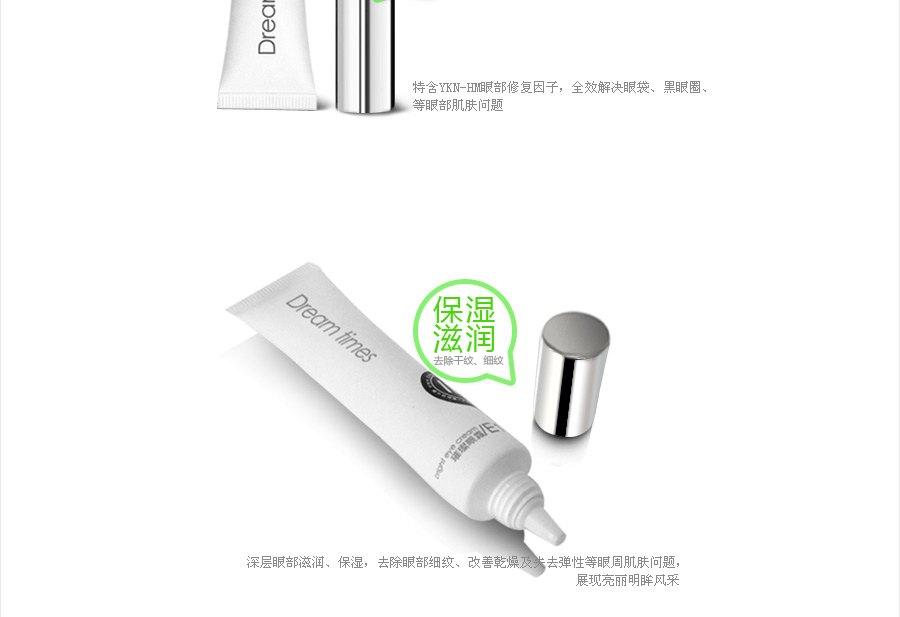 Dream
特含YKN-HM眼部修复因子，全效解决眼袋、黑眼圈、
等眼部肌肤问题
Dream times
保湿
滋润
去除干纹、细纹
bright eye cream
深层眼部滋润、保湿，去除眼部细纹、改善乾燥及失去弹性等眼周肌肤问题，
展现亮丽明眸风采